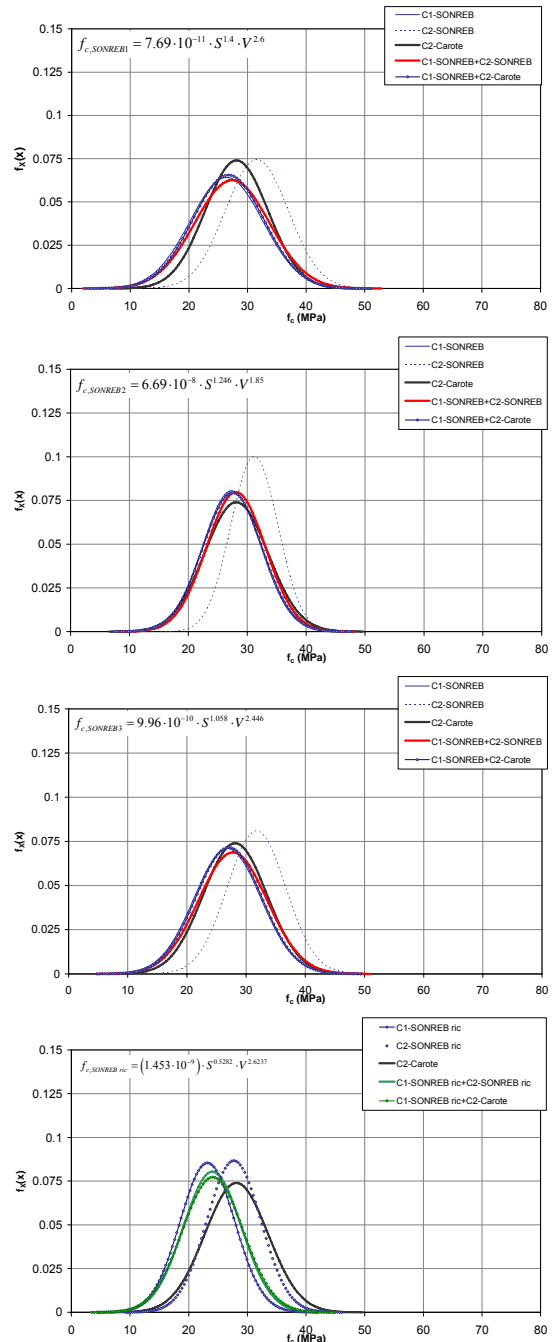 f_{c,SONREB1} = 7.69·10^{-11}·S^{1.4}·V^{2.6}
C1-SONREB
C2-SONREB
C2-Carote
C1-SONREB+C2-SONREB
C1-SONREB+C2-Carote
0.15
0.125
0.1
0.075
0.05
0.025
0
f_X(x)
0 10 20 30 40 50 60 70 80
f_c (MPa)
f_{c,SONREB2} = 6.69·10^{-8}·S^{1.246}·V^{1.85}
C1-SONREB
C2-SONREB
C2-Carote
C1-SONREB+C2-SONREB
C1-SONREB+C2-Carote
0.15
0.125
0.1
0.075
0.05
0.025
0
f_X(x)
0 10 20 30 40 50 60 70 80
f_c (MPa)
f_{c,SONREB3} = 9.96·10^{-10}·S^{1.058}·V^{2.446}
C1-SONREB
C2-SONREB
C2-Carote
C1-SONREB+C2-SONREB
C1-SONREB+C2-Carote
0.15
0.125
0.1
0.075
0.05
0.025
0
f_X(x)
0 10 20 30 40 50 60 70 80
f_c (MPa)
f_{c,SONREB ric} = (1.453·10^{-9})·S^{0.5282}·V^{2.6237}
C1-SONREB ric
C2-SONREB ric
C2-Carote
C1-SONREB ric+C2-SONREB ric
C1-SONREB ric+C2-Carote
0.15
0.125
0.1
0.075
0.05
0.025
0
f_X(x)
0 10 20 30 40 50 60 70 80
f_c (MPa)